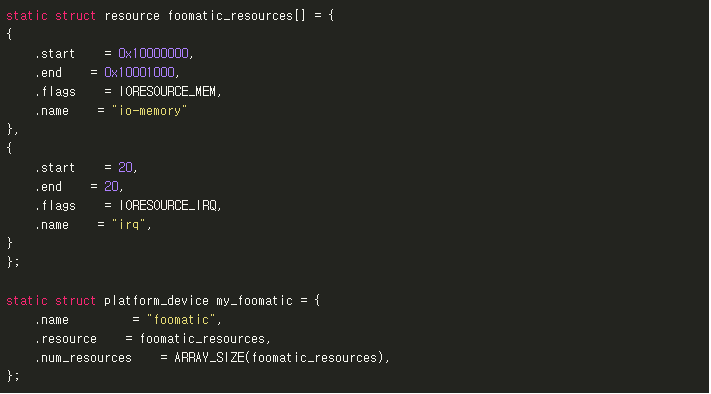 static struct resource foomatic_resources[] = {
{
    .start    = 0x10000000,
    .end    = 0x10001000,
    .flags    = IORESOURCE_MEM,
    .name    = "io-memory"
},
{
    .start    = 20,
    .end    = 20,
    .flags    = IORESOURCE_IRQ,
    .name    = "irq",
}
};

static struct platform_device my_foomatic = {
    .name         = "foomatic",
    .resource    = foomatic_resources,
    .num_resources    = ARRAY_SIZE(foomatic_resources),
};